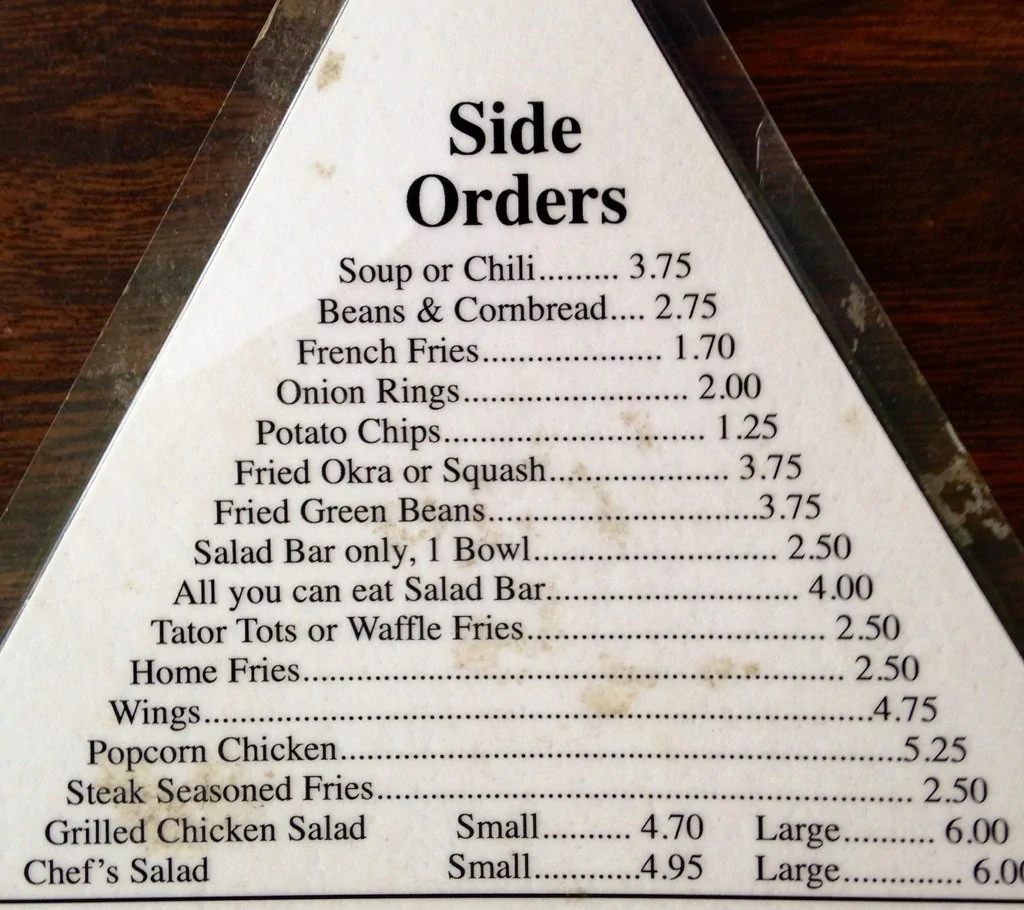 Side
Orders
Soup or Chili......... 3.75
Beans & Cornbread.... 2.75
French Fries...................... 1.70
Onion Rings........................... 2.00
Potato Chips............................... 1.25
Fried Okra or Squash..................... 3.75
Fried Green Beans................................3.75
Salad Bar only, 1 Bowl............................. 2.50
All you can eat Salad Bar.............................. 4.00
Tator Tots or Waffle Fries.................................... 2.50
Home Fries................................................................. 2.50
Wings................................................................................4.75
Popcorn Chicken...................................................................5.25
Steak Seasoned Fries................................................................ 2.50
Grilled Chicken Salad Small........... 4.70 Large........... 6.00
Chef's Salad Small.............4.95 Large.............. 6.00